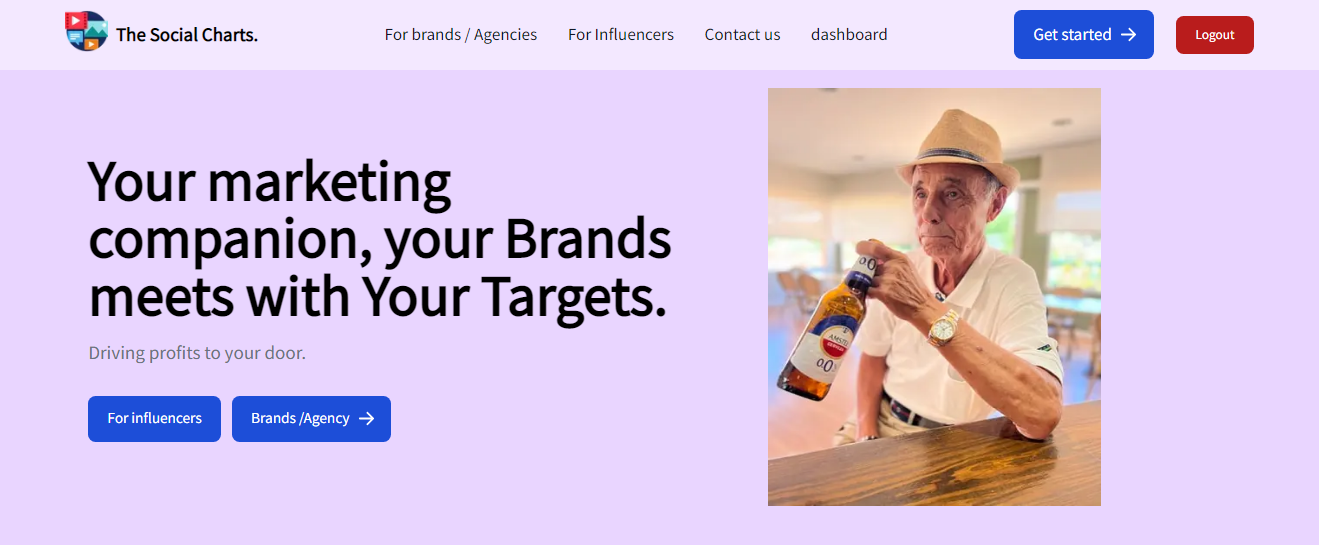 The Social Charts.
For brands / Agencies
For Influencers
Contact us
dashboard
Get started
Logout
Your marketing
companion, your Brands
meets with Your Targets.
Driving profits to your door.
For influencers
Brands /Agency
0.0
AMSTEL
0.0